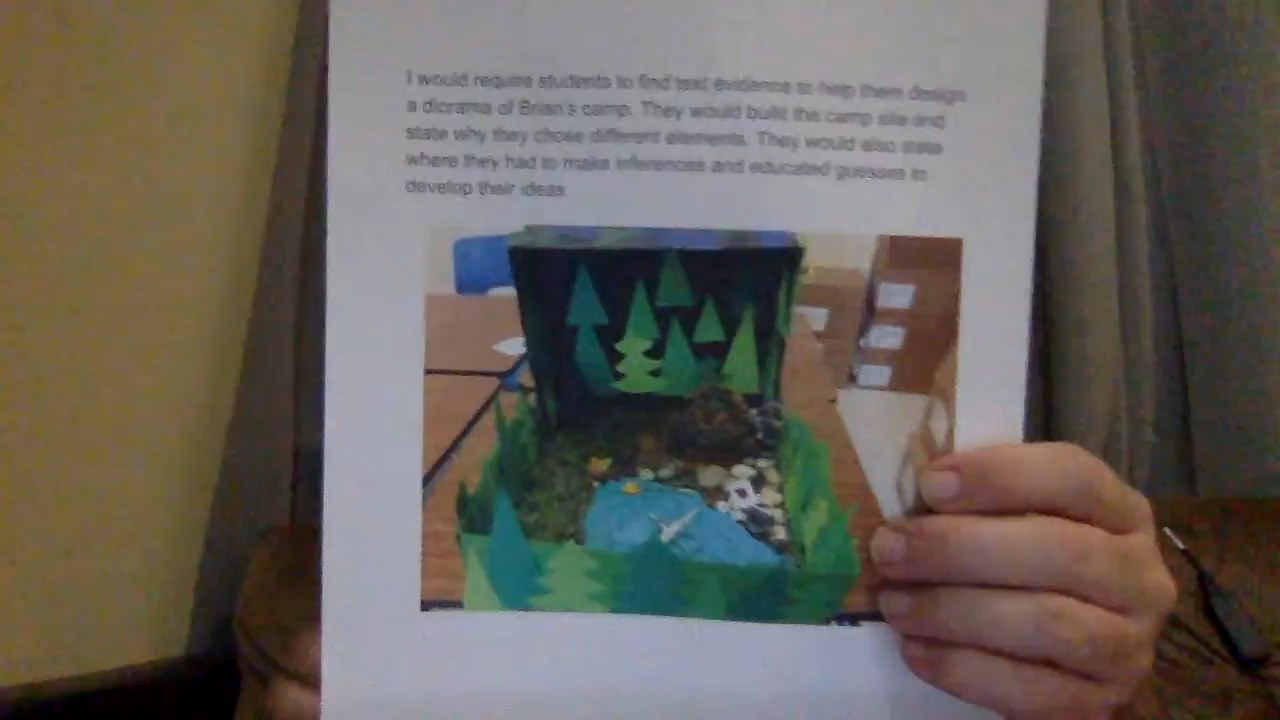 I would require students to find text evidence to help them design
a diorama of Brian's camp. They would build the camp site and
state why they chose different elements. They would also state
where they had to make inferences and educated guesses to
develop their ideas.